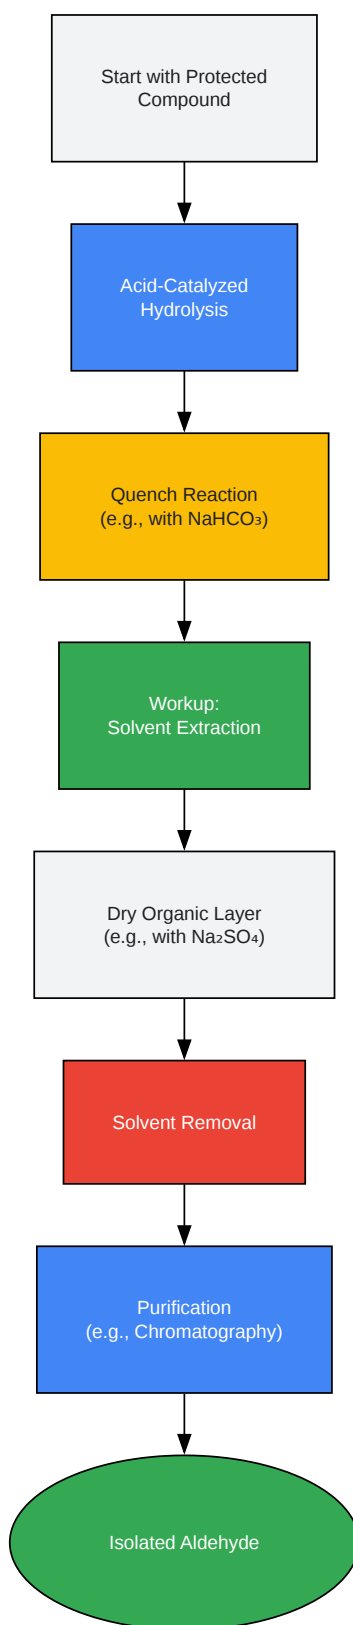 Start with Protected
Compound
Acid-Catalyzed
Hydrolysis
Quench Reaction
(e.g., with NaHCO₃)
Workup:
Solvent Extraction
Dry Organic Layer
(e.g., with Na₂SO₄)
Solvent Removal
Purification
(e.g., Chromatography)
Isolated Aldehyde